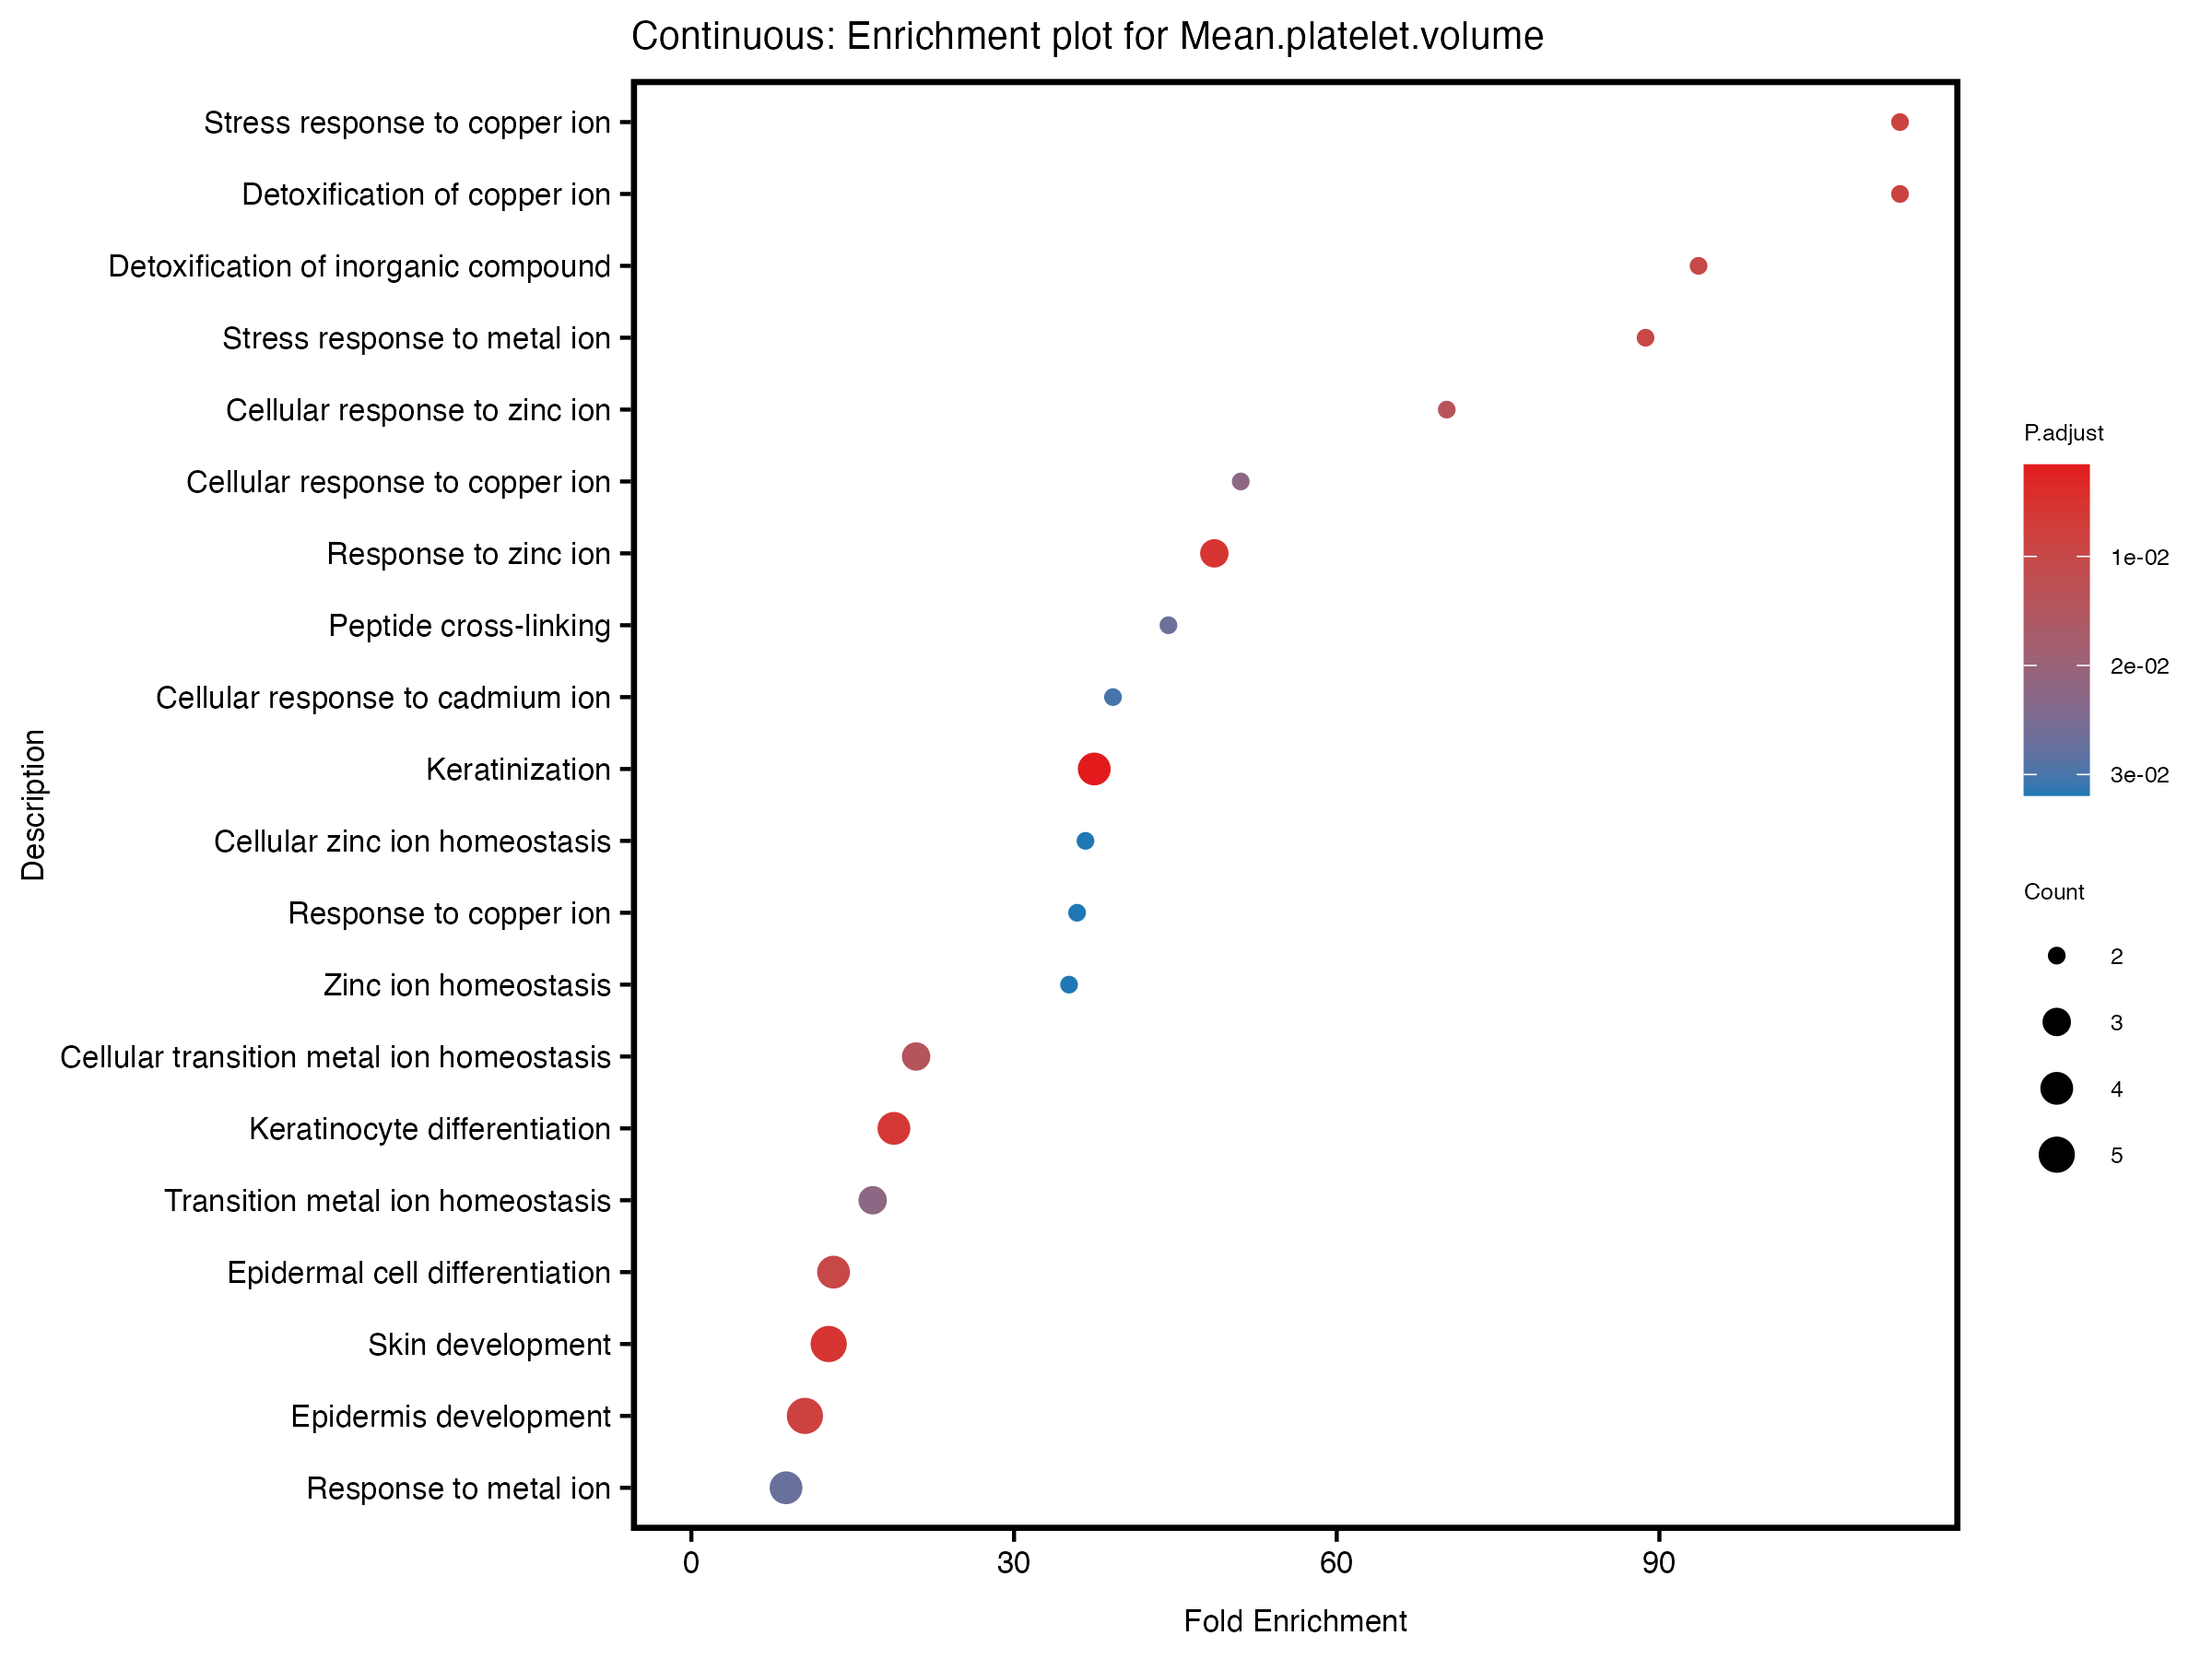 Continuous: Enrichment plot for Mean.platelet.volume
Stress response to copper ion
Detoxification of copper ion
Detoxification of inorganic compound
Stress response to metal ion
Cellular response to zinc ion
Cellular response to copper ion
Response to zinc ion
Peptide cross-linking
Cellular response to cadmium ion
Keratinization
Cellular zinc ion homeostasis
Response to copper ion
Zinc ion homeostasis
Cellular transition metal ion homeostasis
Keratinocyte differentiation
Transition metal ion homeostasis
Epidermal cell differentiation
Skin development
Epidermis development
Response to metal ion
Description
0 30 60 90
Fold Enrichment
P.adjust
1e-02
2e-02
3e-02
Count
2
3
4
5